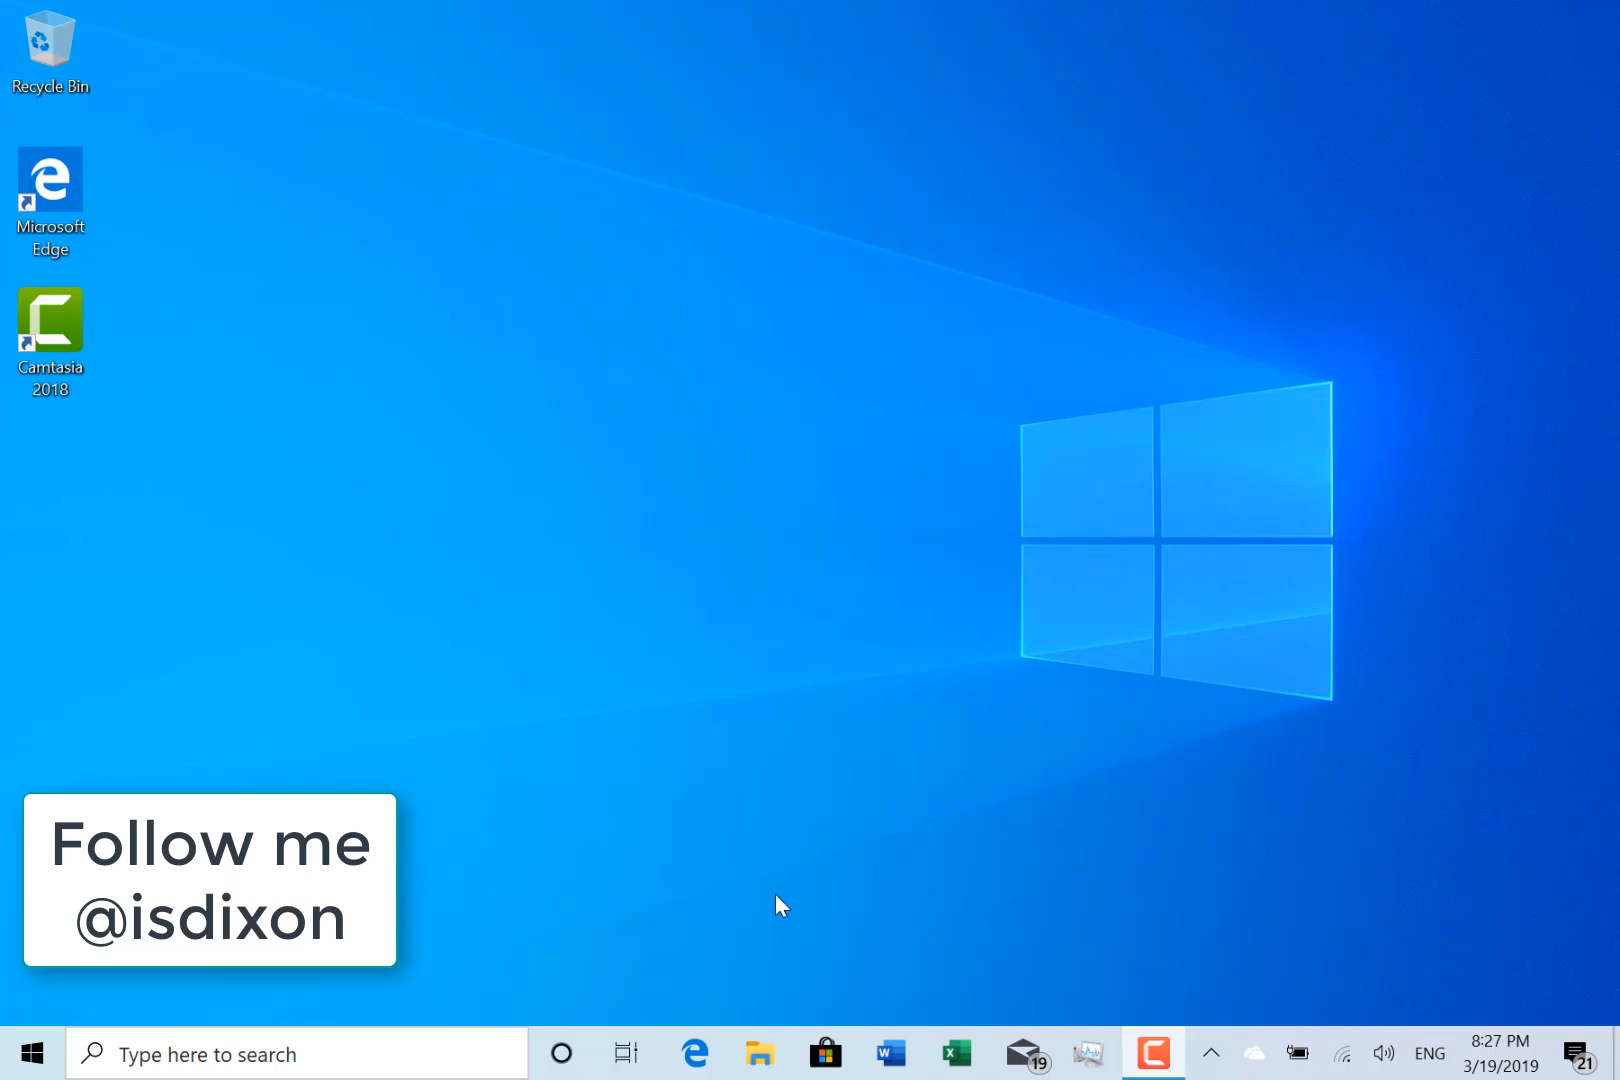 Recycle Bin
Microsoft
Edge
Camtasia
2018
Follow me
@isdixon
Type here to search
19
ENG
8:27 PM
3/19/2019
21